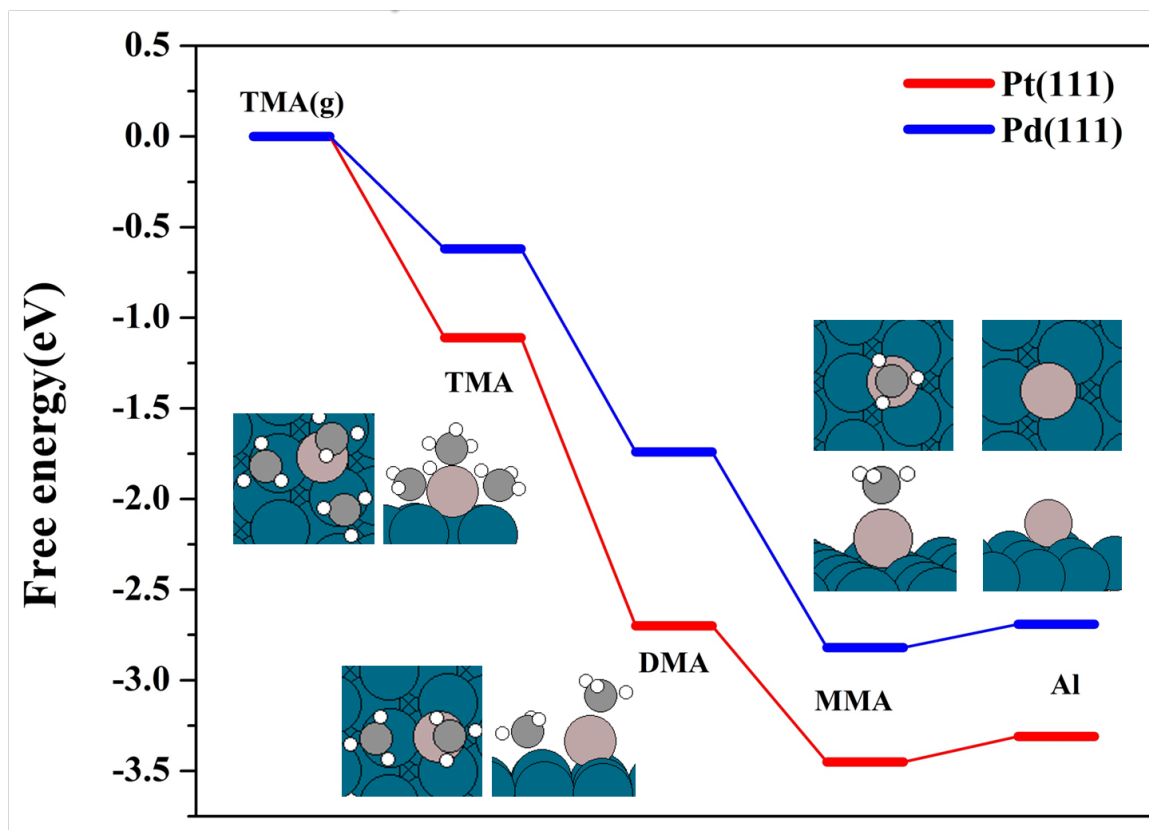 0.5
0.0
-0.5
-1.0
-1.5
-2.0
-2.5
-3.0
-3.5
Free energy(eV)
Pt(111)
Pd(111)
TMA(g)
TMA
DMA
MMA
Al